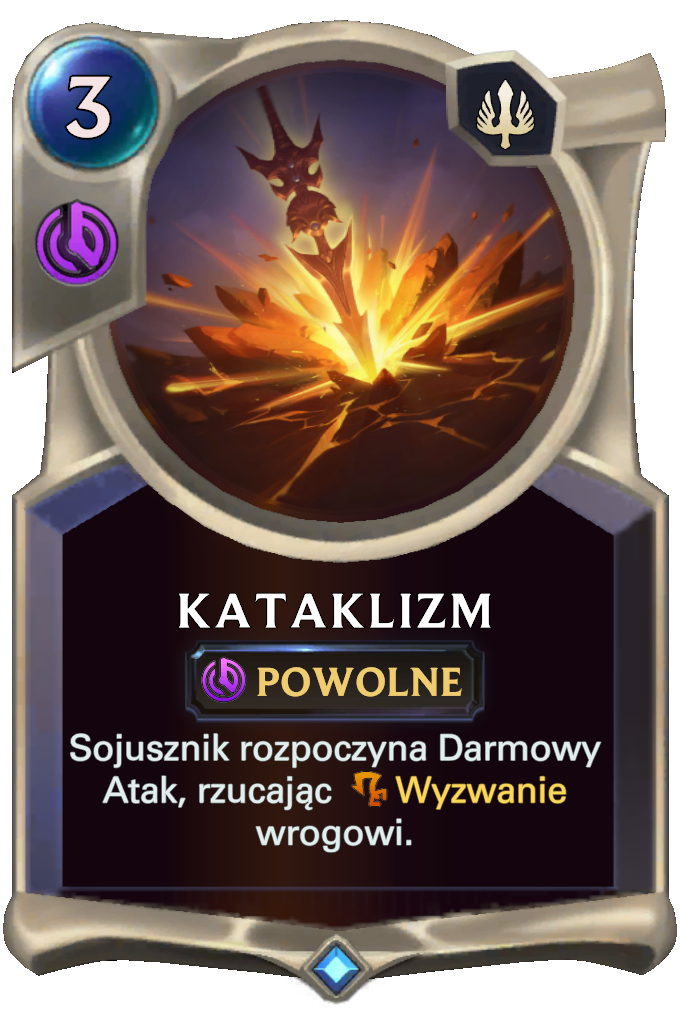 3
KATAKLIZM
POWOLNE
Sojusznik rozpoczyna Darmowy
Atak, rzucając Wyzwanie
wrogowi.